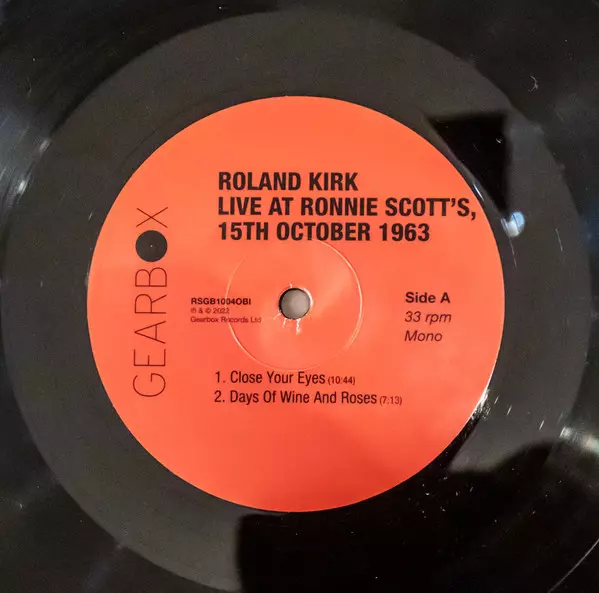 ROLAND KIRK
LIVE AT RONNIE SCOTT'S,
15TH OCTOBER 1963
GEARBOX
RSGB1004OBI
℗ & © 2022
Gearbox Records Ltd
Side A
33 rpm
Mono
1. Close Your Eyes (10:44)
2. Days Of Wine And Roses (7:13)